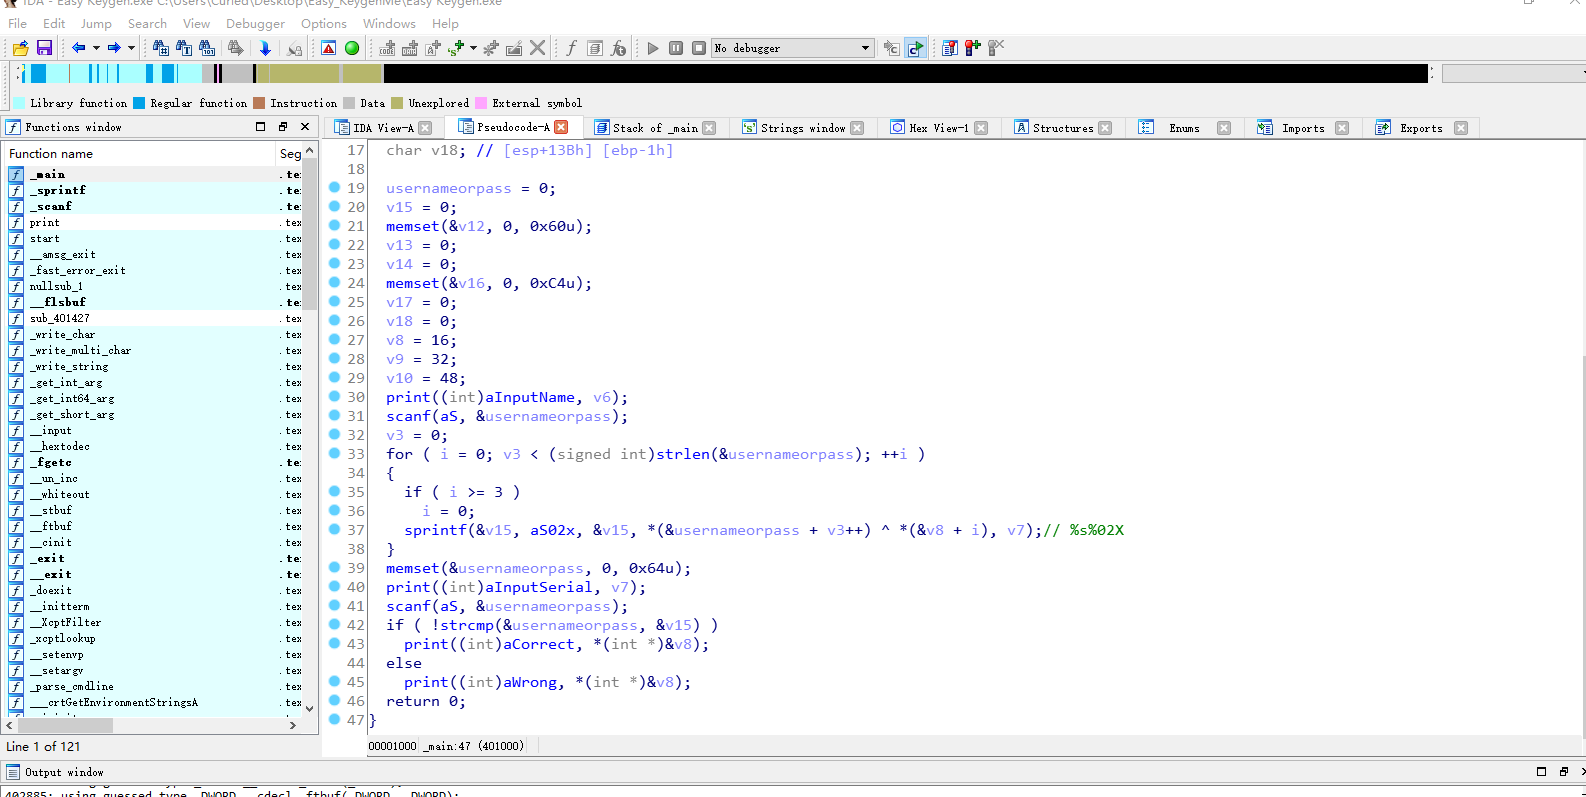 IDA - Easy Keygen.exe C:\Users\Curled\Desktop\Easy_KeygenMe\Easy Keygen.exe
File Edit Jump Search View Debugger Options Windows Help
No debugger
Library function Regular function Instruction Data Unexplored External symbol
Functions window
IDA View-A Pseudocode-A Stack of _main Strings window Hex View-1 Structures Enums Imports Exports
Function name Seg
_main .te
_sprintf .te
_scanf .te
print .tex
start .tex
__amsg_exit .tex
_fast_error_exit .tex
nullsub_1 .tex
__flsbuf .te
sub_401427 .tex
_write_char .tex
_write_multi_char .tex
_write_string .tex
_get_int_arg .tex
_get_int64_arg .tex
_get_short_arg .tex
__input .tex
__hextodec .tex
_fgetc .te
__un_inc .tex
__whiteout .tex
__stbuf .tex
__ftbuf .tex
__cinit .tex
_exit .te
__exit .te
_doexit .tex
__initterm .tex
__XcptFilter .tex
_xcptlookup .tex
__setenvp .tex
__setargv .tex
_parse_cmdline .tex
___crtGetEnvironmentStringsA .tex
Line 1 of 121
17 char v18; // [esp+13Bh] [ebp-1h]
18
19 usernameorpass = 0;
20 v15 = 0;
21 memset(&v12, 0, 0x60u);
22 v13 = 0;
23 v14 = 0;
24 memset(&v16, 0, 0xC4u);
25 v17 = 0;
26 v18 = 0;
27 v8 = 16;
28 v9 = 32;
29 v10 = 48;
30 print((int)aInputName, v6);
31 scanf(aS, &usernameorpass);
32 v3 = 0;
33 for ( i = 0; v3 < (signed int)strlen(&usernameorpass); ++i )
34 {
35 if ( i >= 3 )
36 i = 0;
37 sprintf(&v15, aS02x, &v15, *(&usernameorpass + v3++) ^ *(&v8 + i), v7);// %s%02X
38 }
39 memset(&usernameorpass, 0, 0x64u);
40 print((int)aInputSerial, v7);
41 scanf(aS, &usernameorpass);
42 if ( !strcmp(&usernameorpass, &v15) )
43 print((int)aCorrect, *(int *)&v8);
44 else
45 print((int)aWrong, *(int *)&v8);
46 return 0;
47 }
00001000 _main:47 (401000)
Output window
402885: using guessed type _DWORD __cdecl _ftbuf(_DWORD, _DWORD);